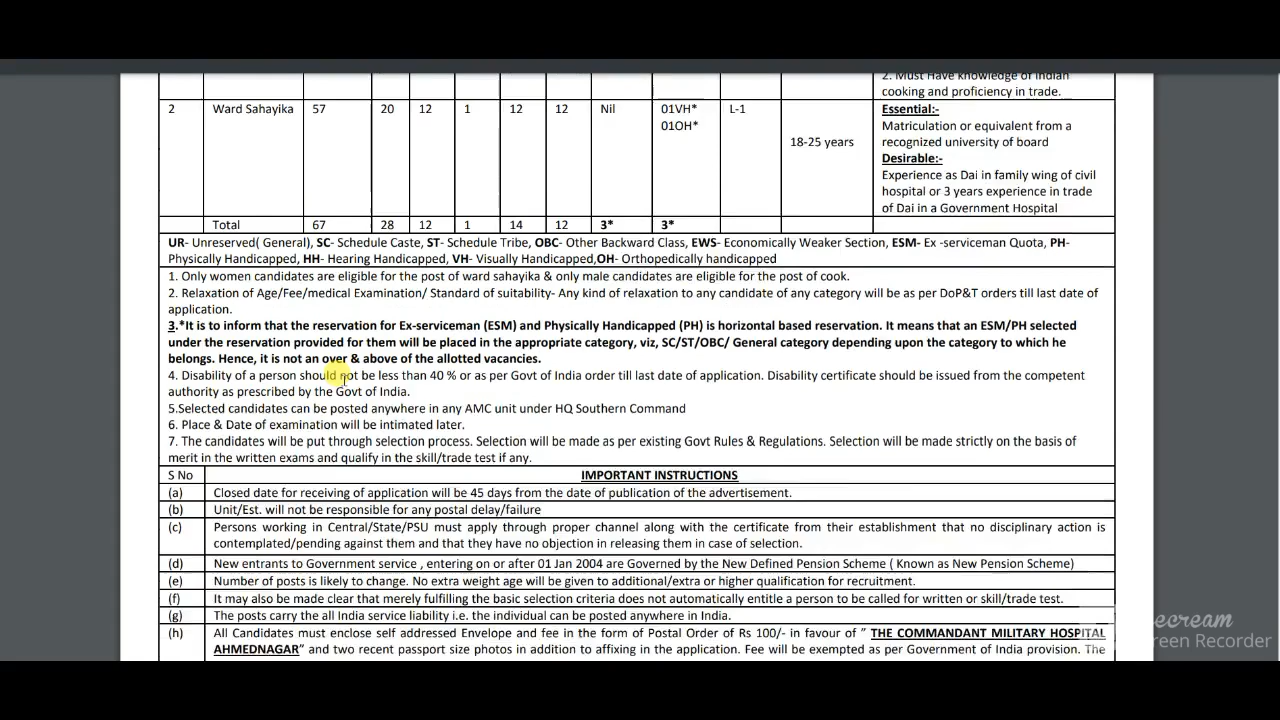 2. Must Have knowledge of Indian
cooking and proficiency in trade.
2 Ward Sahayika 57 20 12 1 12 12 Nil 01VH* L-1 Essential:-
01OH* Matriculation or equivalent from a
18-25 years recognized university of board
Desirable:-
Experience as Dai in family wing of civil
hospital or 3 years experience in trade
of Dai in a Government Hospital
Total 67 28 12 1 14 12 3* 3*
UR- Unreserved( General), SC- Schedule Caste, ST- Schedule Tribe, OBC- Other Backward Class, EWS- Economically Weaker Section, ESM- Ex -serviceman Quota, PH-
Physically Handicapped, HH- Hearing Handicapped, VH- Visually Handicapped,OH- Orthopedically handicapped
1. Only women candidates are eligible for the post of ward sahayika & only male candidates are eligible for the post of cook.
2. Relaxation of Age/Fee/medical Examination/ Standard of suitability- Any kind of relaxation to any candidate of any category will be as per DoP&T orders till last date of
application.
3.*It is to inform that the reservation for Ex-serviceman (ESM) and Physically Handicapped (PH) is horizontal based reservation. It means that an ESM/PH selected
under the reservation provided for them will be placed in the appropriate category, viz, SC/ST/OBC/ General category depending upon the category to which he
belongs. Hence, it is not an over & above of the allotted vacancies.
4. Disability of a person should not be less than 40 % or as per Govt of India order till last date of application. Disability certificate should be issued from the competent
authority as prescribed by the Govt of India.
5.Selected candidates can be posted anywhere in any AMC unit under HQ Southern Command
6. Place & Date of examination will be intimated later.
7. The candidates will be put through selection process. Selection will be made as per existing Govt Rules & Regulations. Selection will be made strictly on the basis of
merit in the written exams and qualify in the skill/trade test if any.
S No IMPORTANT INSTRUCTIONS
(a) Closed date for receiving of application will be 45 days from the date of publication of the advertisement.
(b) Unit/Est. will not be responsible for any postal delay/failure
(c) Persons working in Central/State/PSU must apply through proper channel along with the certificate from their establishment that no disciplinary action is
contemplated/pending against them and that they have no objection in releasing them in case of selection.
(d) New entrants to Government service , entering on or after 01 Jan 2004 are Governed by the New Defined Pension Scheme ( Known as New Pension Scheme)
(e) Number of posts is likely to change. No extra weight age will be given to additional/extra or higher qualification for recruitment.
(f) It may also be made clear that merely fulfilling the basic selection criteria does not automatically entitle a person to be called for written or skill/trade test.
(g) The posts carry the all India service liability i.e. the individual can be posted anywhere in India.
(h) All Candidates must enclose self addressed Envelope and fee in the form of Postal Order of Rs 100/- in favour of " THE COMMANDANT MILITARY HOSPITAL
AHMEDNAGAR" and two recent passport size photos in addition to affixing in the application. Fee will be exempted as per Government of India provision. The
Recorder